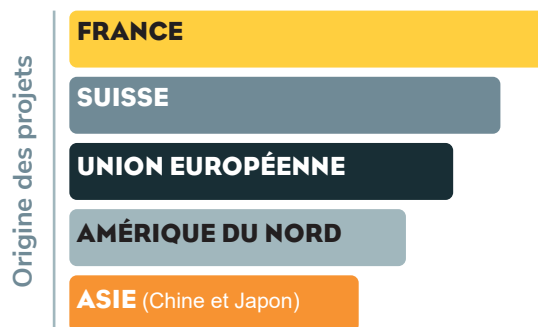 Origine des projets
FRANCE
SUISSE
UNION EUROPÉENNE
AMÉRIQUE DU NORD
ASIE (Chine et Japon)